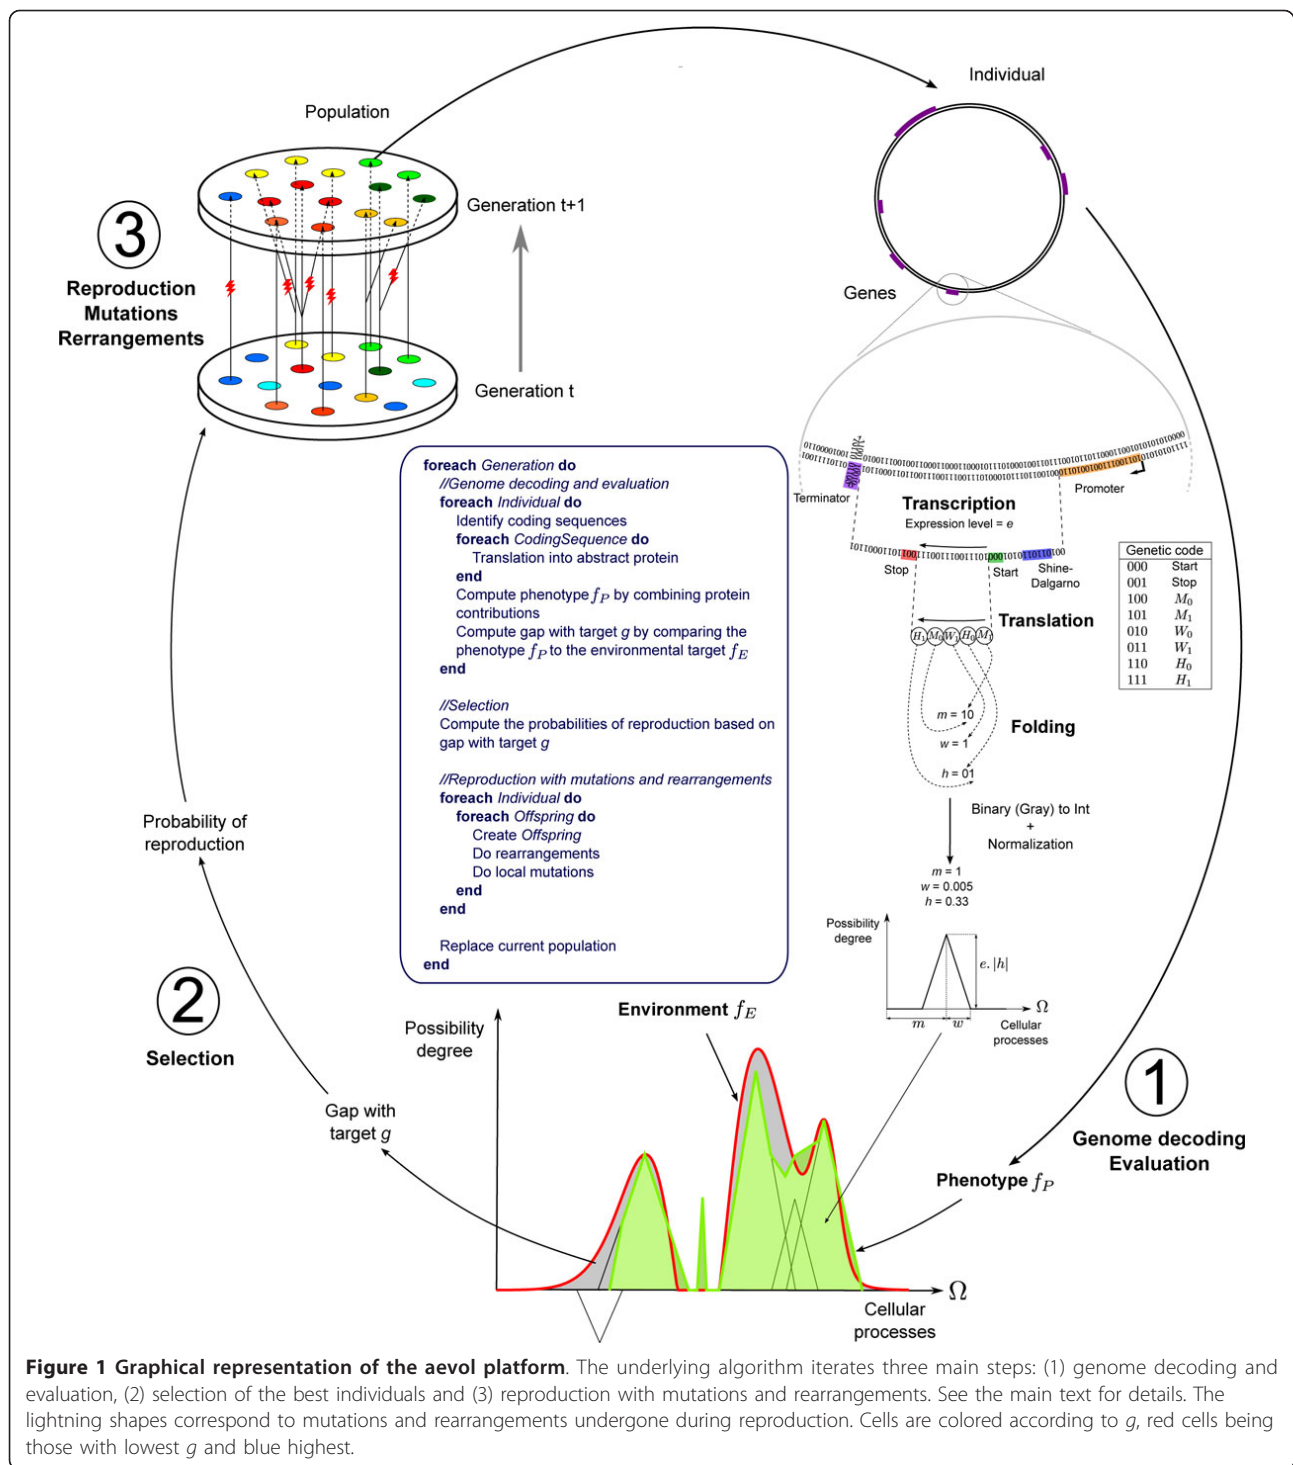 Population
Individual
Generation t+1
3
Reproduction
Mutations
Rerrangements
Genes
Generation t
Terminator
Promoter
Transcription
Expression level = e
Stop
Start
Shine-
Dalgarno
Genetic code
000 Start
001 Stop
100 M0
101 M1
010 W0
011 W1
110 H0
111 H1
Translation
H1 M0 W1 H0 M1
m = 10
w = 1
h = 01
Folding
Binary (Gray) to Int
+
Normalization
m = 1
w = 0.005
h = 0.33
Possibility
degree
e.|h|
Ω
m
w
Cellular
processes
foreach Generation do
//Genome decoding and evaluation
foreach Individual do
Identify coding sequences
foreach CodingSequence do
Translation into abstract protein
end
Compute phenotype fP by combining protein
contributions
Compute gap with target g by comparing the
phenotype fP to the environmental target fE
end
//Selection
Compute the probabilities of reproduction based on
gap with target g
//Reproduction with mutations and rearrangements
foreach Individual do
foreach Offspring do
Create Offspring
Do rearrangements
Do local mutations
end
end
Replace current population
end
Probability of
reproduction
2
Selection
Gap with
target g
Possibility
degree
Environment fE
1
Genome decoding
Evaluation
Phenotype fP
Ω
Cellular
processes
Figure 1 Graphical representation of the aevol platform. The underlying algorithm iterates three main steps: (1) genome decoding and
evaluation, (2) selection of the best individuals and (3) reproduction with mutations and rearrangements. See the main text for details. The
lightning shapes correspond to mutations and rearrangements undergone during reproduction. Cells are colored according to g, red cells being
those with lowest g and blue highest.